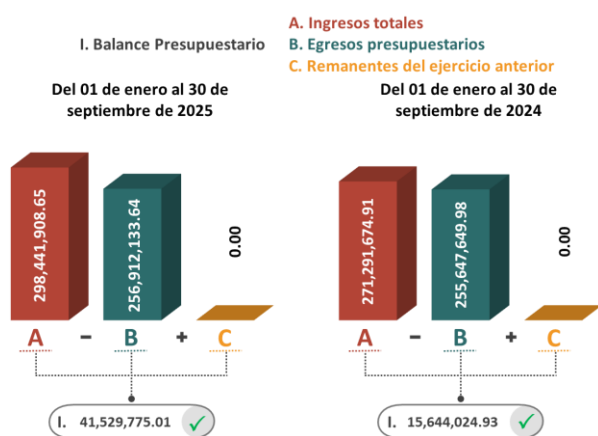 A. Ingresos totales
I. Balance Presupuestario
B. Egresos presupuestarios
C. Remanentes del ejercicio anterior
Del 01 de enero al 30 de
septiembre de 2025
298,441,908.65
256,912,133.64
0.00
A - B + C
I. 41,529,775.01
Del 01 de enero al 30 de
septiembre de 2024
271,291,674.91
255,647,649.98
0.00
A - B + C
I. 15,644,024.93